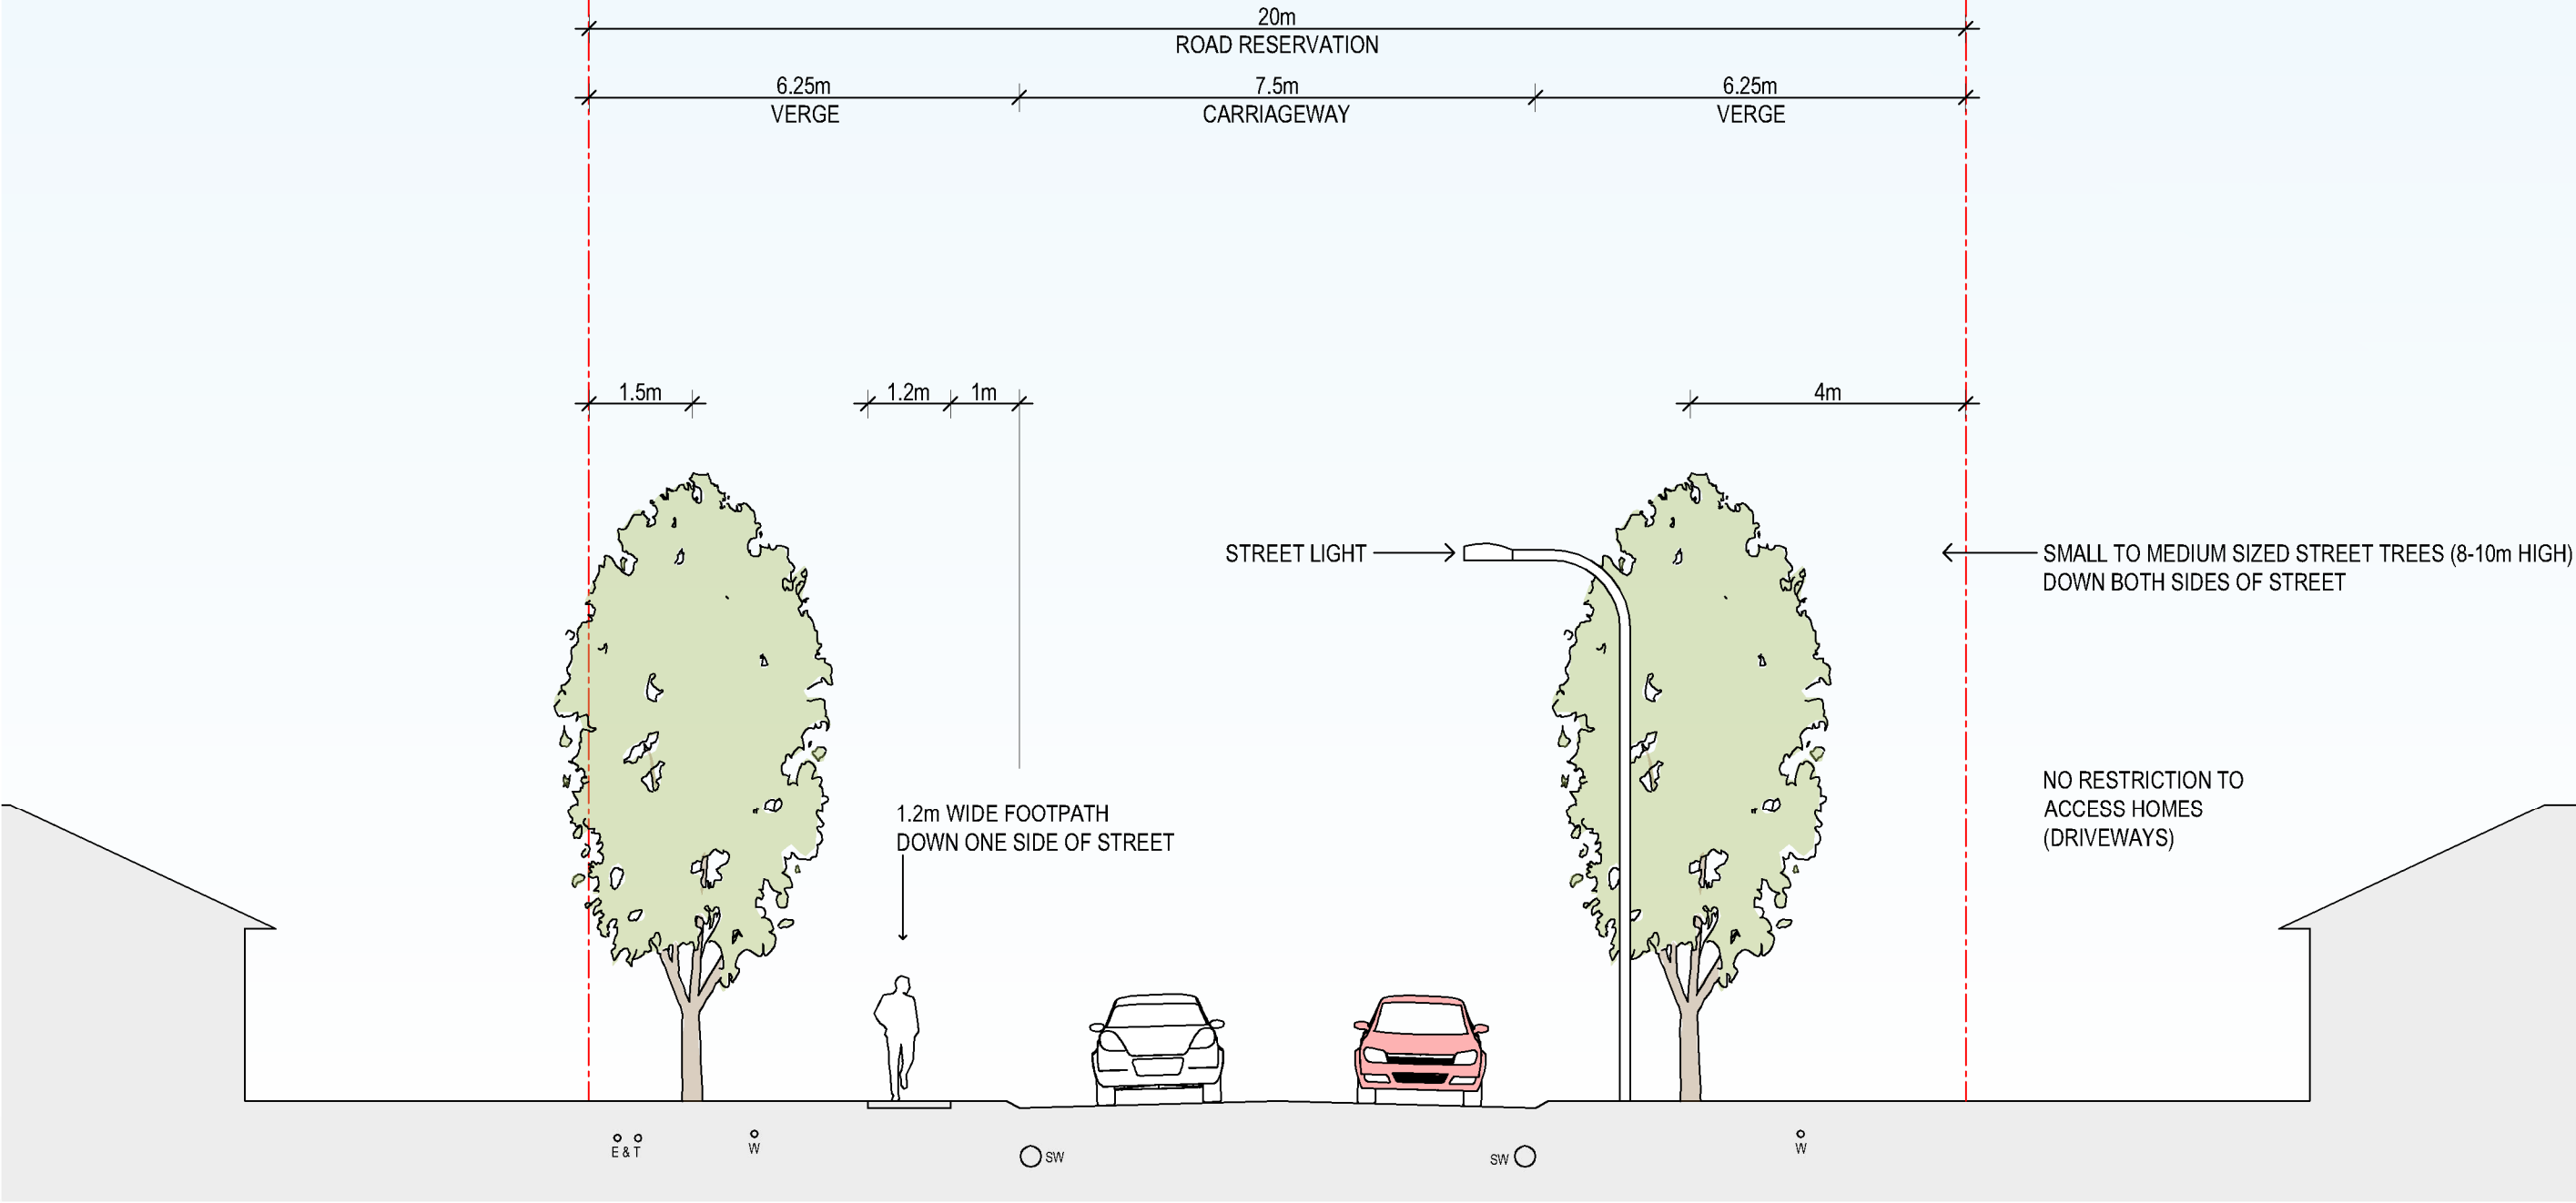 20m
ROAD RESERVATION
6.25m
VERGE
7.5m
CARRIAGEWAY
6.25m
VERGE
1.5m
1.2m
1m
4m
STREET LIGHT
SMALL TO MEDIUM SIZED STREET TREES (8-10m HIGH)
DOWN BOTH SIDES OF STREET
NO RESTRICTION TO
ACCESS HOMES
(DRIVEWAYS)
1.2m WIDE FOOTPATH
DOWN ONE SIDE OF STREET
E & T
W
SW
SW
W